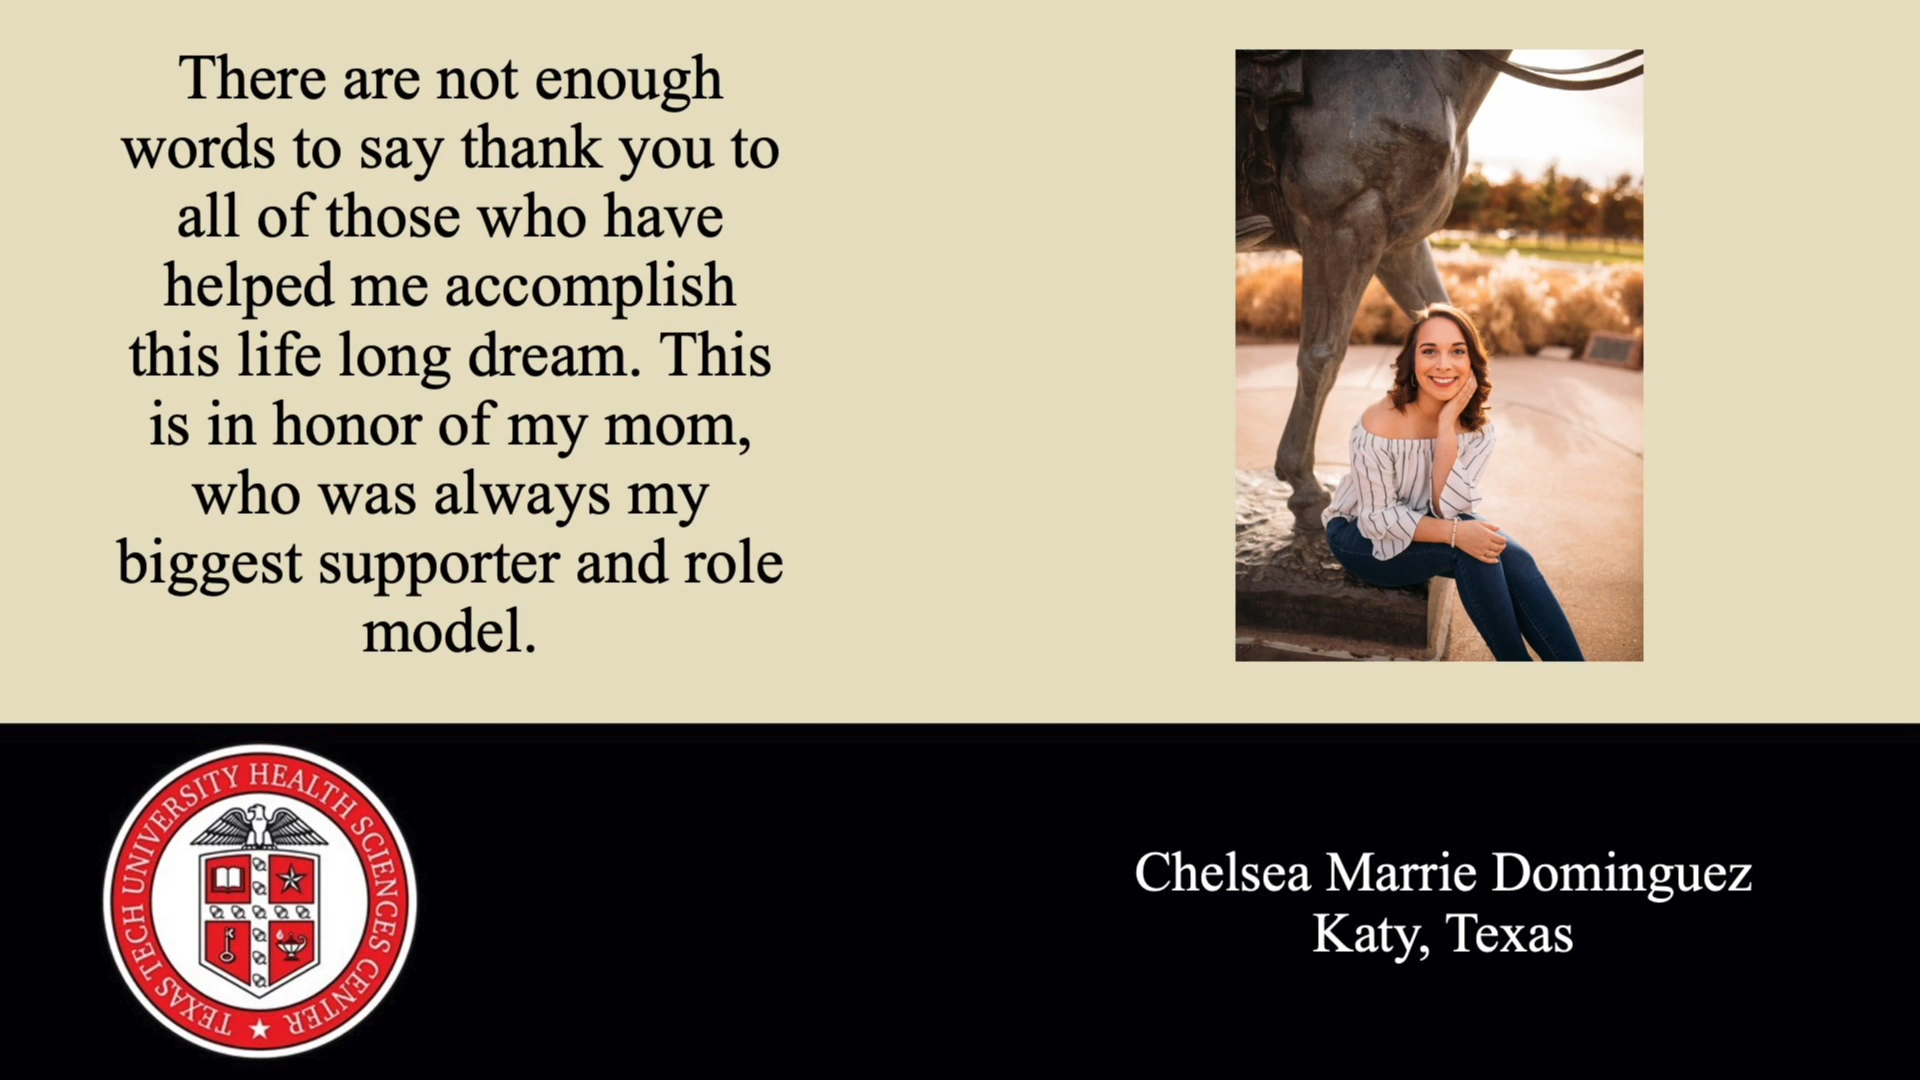 There are not enough
words to say thank you to
all of those who have
helped me accomplish
this life long dream. This
is in honor of my mom,
who was always my
biggest supporter and role
model.
TEXAS TECH UNIVERSITY HEALTH SCIENCES CENTER
Chelsea Marrie Dominguez
Katy, Texas